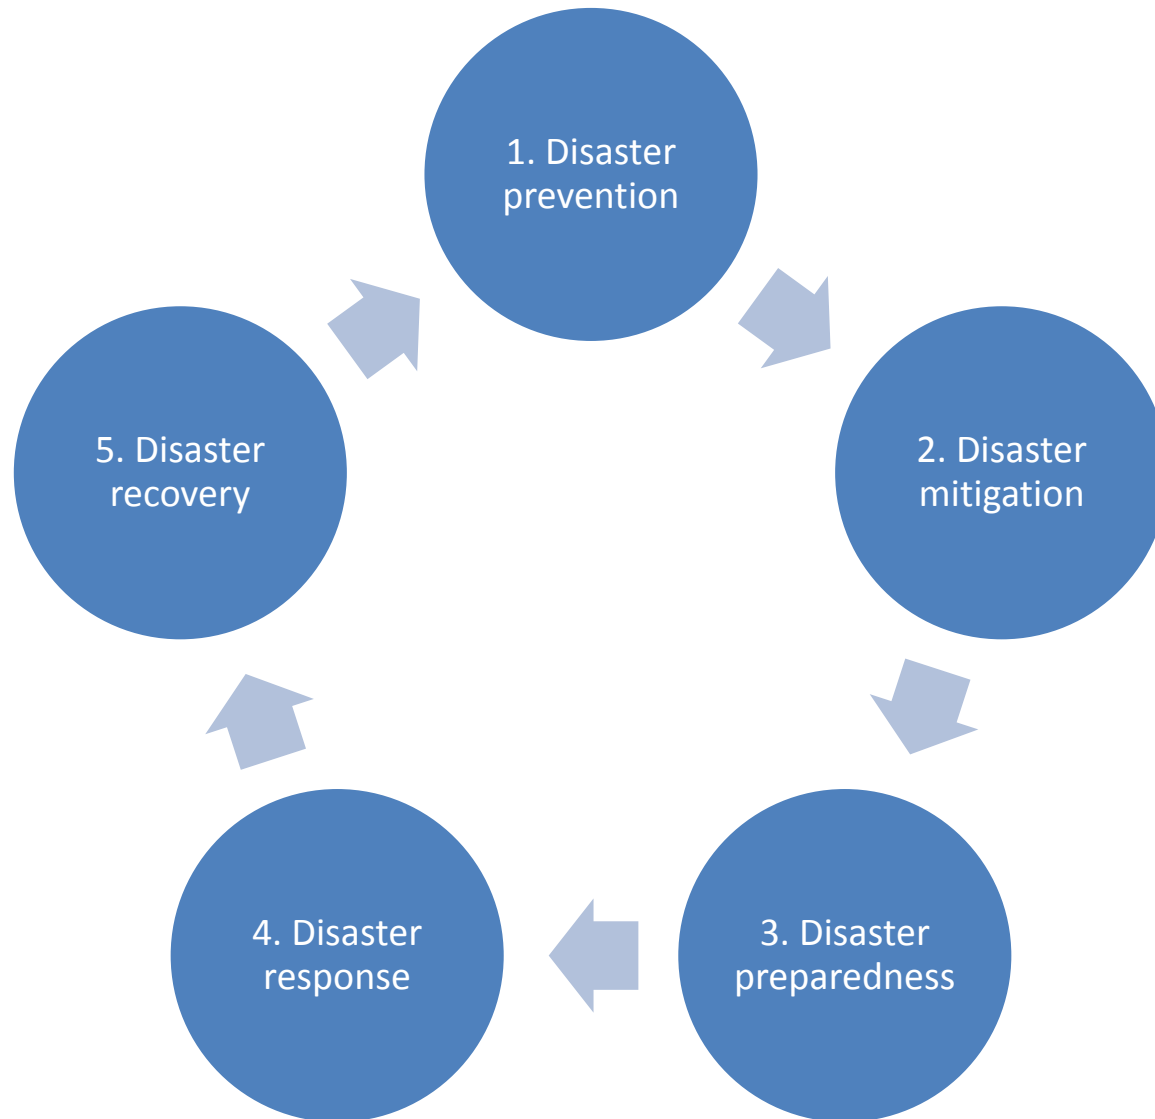 1. Disaster
prevention
2. Disaster
mitigation
3. Disaster
preparedness
4. Disaster
response
5. Disaster
recovery